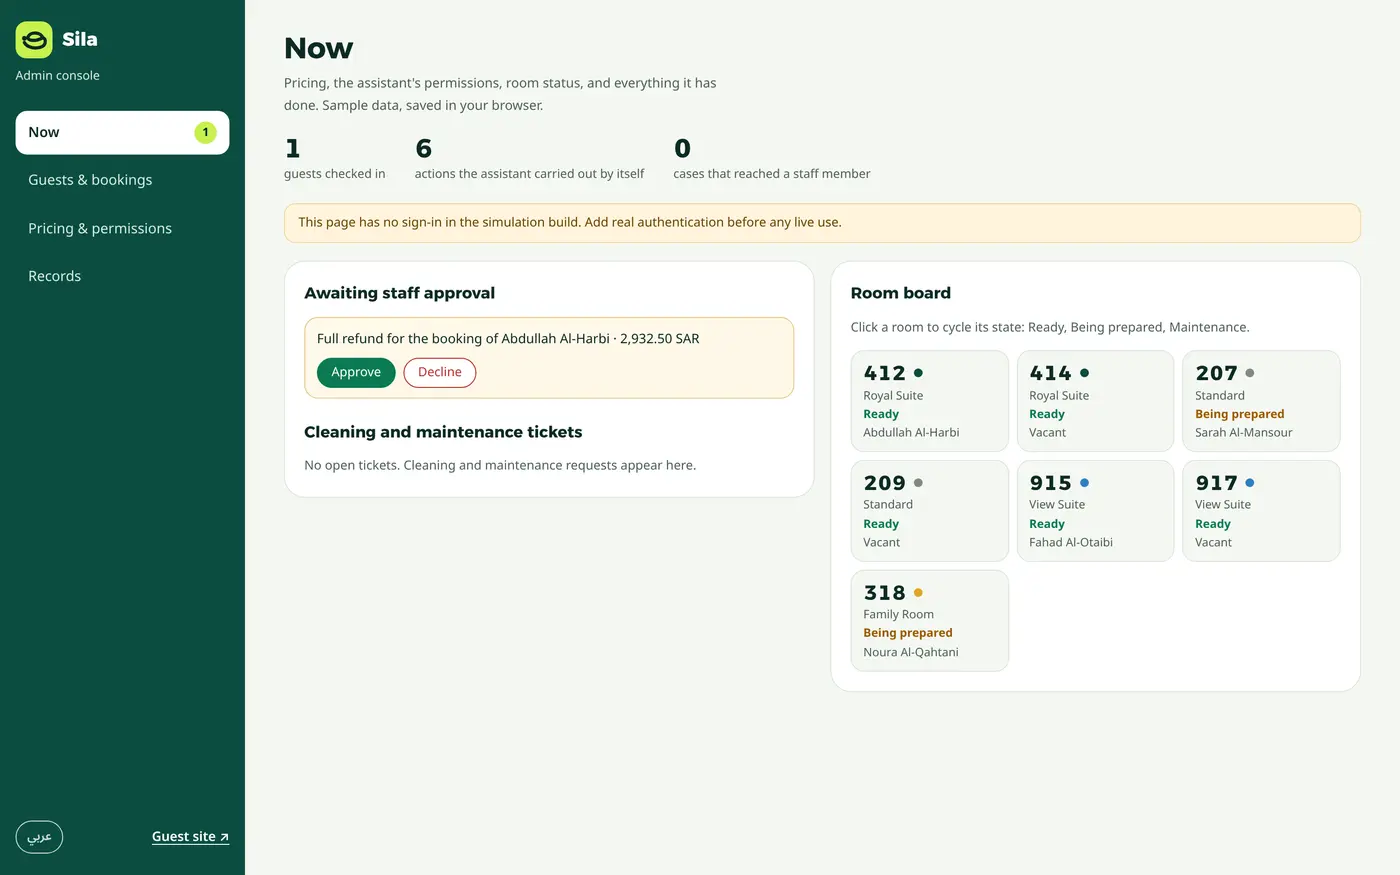 Sila
Admin console
Now 1
Guests & bookings
Pricing & permissions
Records
عربي
Guest site ↗
Now
Pricing, the assistant's permissions, room status, and everything it has
done. Sample data, saved in your browser.
1
guests checked in
6
actions the assistant carried out by itself
0
cases that reached a staff member
This page has no sign-in in the simulation build. Add real authentication before any live use.
Awaiting staff approval
Full refund for the booking of Abdullah Al-Harbi · 2,932.50 SAR
Approve
Decline
Cleaning and maintenance tickets
No open tickets. Cleaning and maintenance requests appear here.
Room board
Click a room to cycle its state: Ready, Being prepared, Maintenance.
412
Royal Suite
Ready
Abdullah Al-Harbi
414
Royal Suite
Ready
Vacant
207
Standard
Being prepared
Sarah Al-Mansour
209
Standard
Ready
Vacant
915
View Suite
Ready
Fahad Al-Otaibi
917
View Suite
Ready
Vacant
318
Family Room
Being prepared
Noura Al-Qahtani